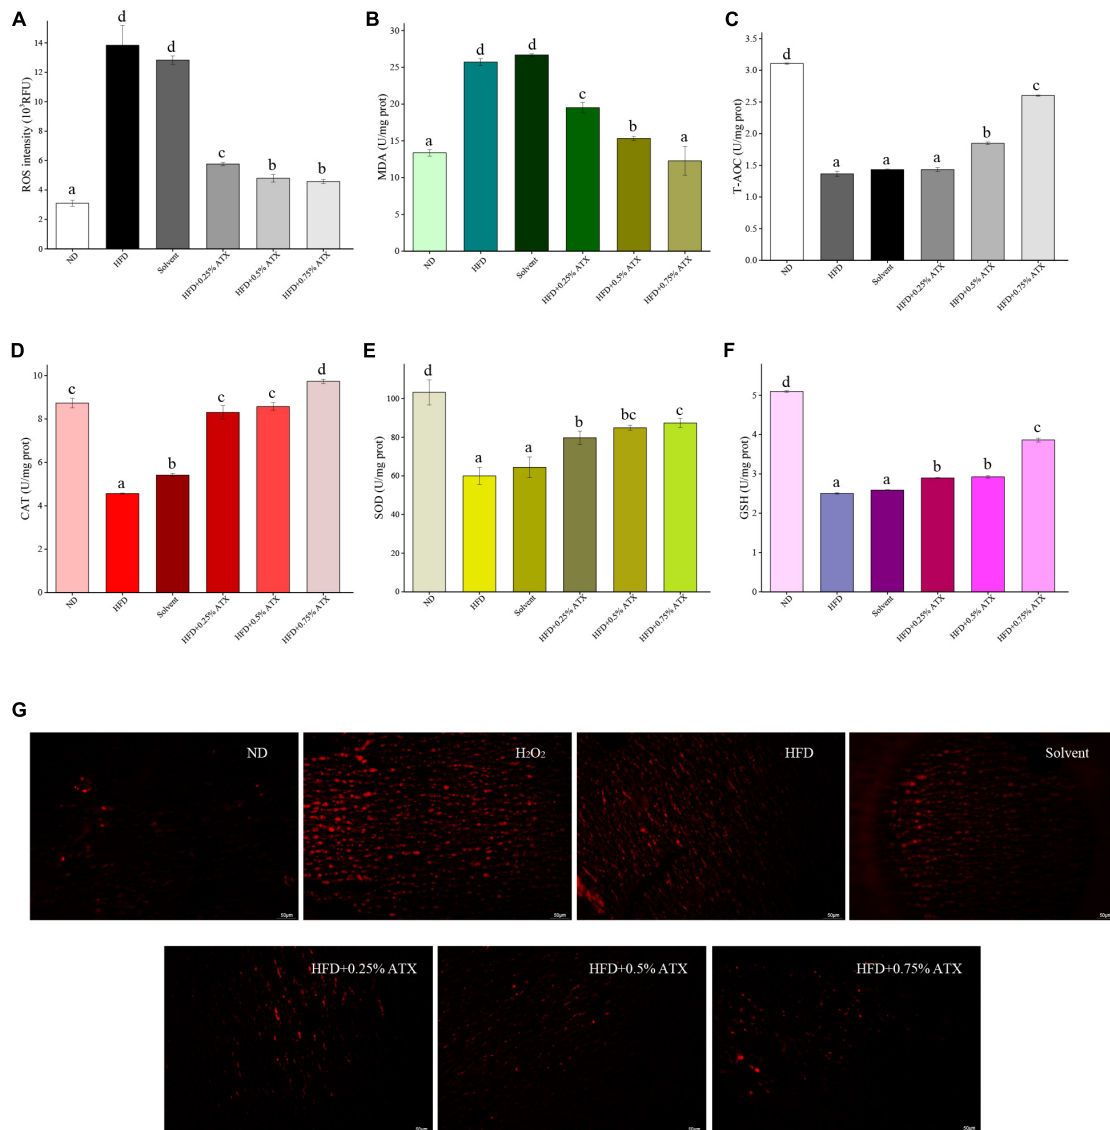 A
ROS intensity (10³RFU)
14
12
10
8
6
4
2
0
a
d
d
c
b
b
ND
HFD
Solvent
HFD+0.25% ATX
HFD+0.5% ATX
HFD+0.75% ATX
B
MDA (U/mg prot)
30
25
20
15
10
5
0
a
d
d
c
b
a
ND
HFD
Solvent
HFD+0.25% ATX
HFD+0.5% ATX
HFD+0.75% ATX
C
T-AOC (U/mg prot)
3.5
3.0
2.5
2.0
1.5
1.0
0.5
0.0
d
a
a
a
b
c
ND
HFD
Solvent
HFD+0.25% ATX
HFD+0.5% ATX
HFD+0.75% ATX
D
CAT (U/mg prot)
10
8
6
4
2
0
c
a
b
c
c
d
ND
HFD
Solvent
HFD+0.25% ATX
HFD+0.5% ATX
HFD+0.75% ATX
E
SOD (U/mg prot)
100
80
60
40
20
0
d
a
a
b
bc
c
ND
HFD
Solvent
HFD+0.25% ATX
HFD+0.5% ATX
HFD+0.75% ATX
F
GSH (U/mg prot)
5
4
3
2
1
0
d
a
a
b
b
c
ND
HFD
Solvent
HFD+0.25% ATX
HFD+0.5% ATX
HFD+0.75% ATX
G
ND
50μm
H₂O₂
50μm
HFD
50μm
Solvent
50μm
HFD+0.25% ATX
50μm
HFD+0.5% ATX
50μm
HFD+0.75% ATX
50μm